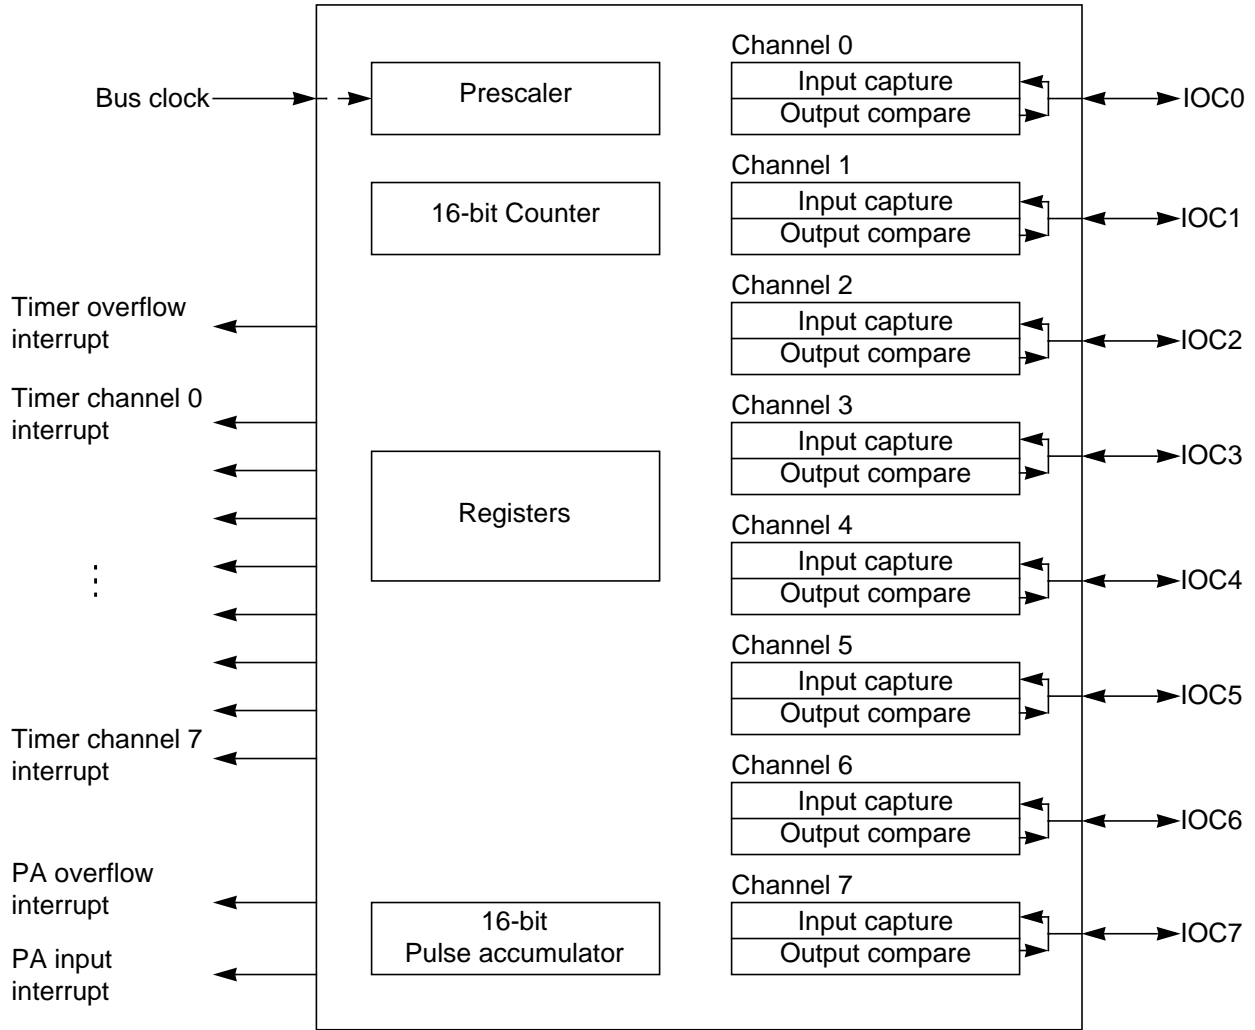 Channel 0
Bus clock
Prescaler
Input capture
Output compare
IOC0
Channel 1
16-bit Counter
Input capture
Output compare
IOC1
Channel 2
Timer overflow
interrupt
Input capture
Output compare
IOC2
Timer channel 0
interrupt
Channel 3
Input capture
Output compare
IOC3
Registers
Channel 4
Input capture
Output compare
IOC4
Channel 5
Input capture
Output compare
IOC5
Timer channel 7
interrupt
Channel 6
Input capture
Output compare
IOC6
PA overflow
interrupt
Channel 7
16-bit
Pulse accumulator
Input capture
Output compare
IOC7
PA input
interrupt